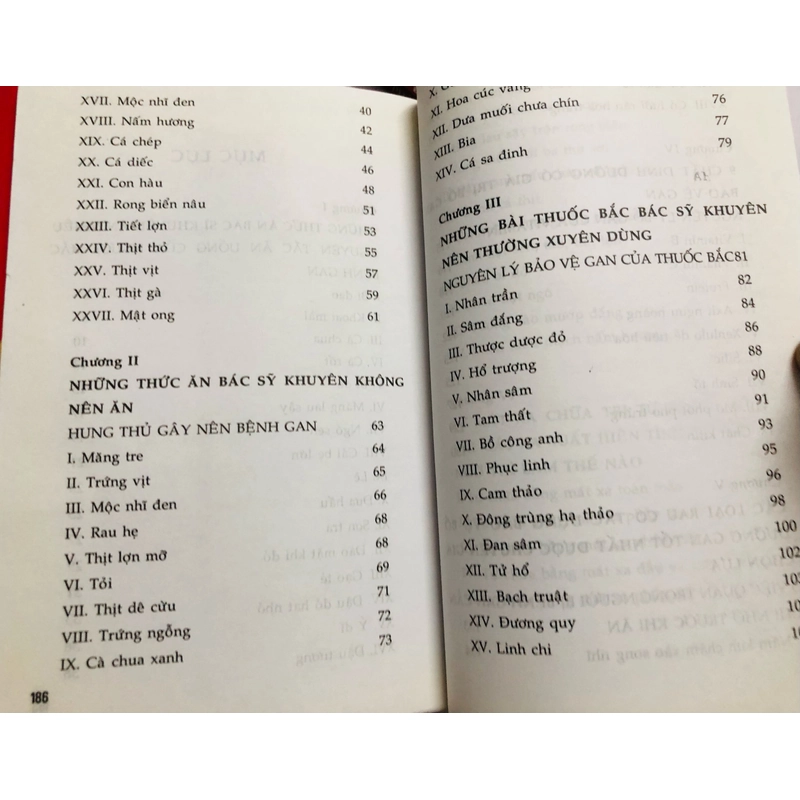 XVII. Mộc nhĩ đen 40
XVIII. Nấm hương 42
XIX. Cá chép 44
XX. Cá diếc 46
XXI. Con hàu 48
XXII. Rong biển nâu 51
XXIII. Tiết lợn 53
XXIV. Thịt thỏ 55
XXV. Thịt vịt 57
XXVI. Thịt gà 59
XXVII. Mật ong 61
Chương II
NHỮNG THỨC ĂN BÁC SỸ KHUYÊN KHÔNG
NÊN ĂN
HUNG THỦ GÂY NÊN BỆNH GAN 63
I. Măng tre 64
II. Trứng vịt 65
III. Mộc nhĩ đen 66
IV. Rau hẹ 68
V. Thịt lợn mỡ 68
VI. Tỏi 69
VII. Thịt dê cừu 71
VIII. Trứng ngỗng 72
IX. Cà chua xanh 73
186
X.
XI. Hoa cúc vàng
XII. Dưa muối chưa chín 76
XIII. Bia 77
XIV. Cá sa đinh 79
Chương III
NHỮNG BÀI THUỐC BẮC BÁC SỸ KHUYÊN
NÊN THƯỜNG XUYÊN DÙNG
NGUYÊN LÝ BẢO VỆ GAN CỦA THUỐC BẮC81
I. Nhân trần 82
II. Sâm đắng 84
III. Thược dược đỏ 86
IV. Hổ trượng 88
V. Nhân sâm 90
VI. Tam thất 91
VII. Bồ công anh 93
VIII. Phục linh 95
IX. Cam thảo 96
X. Đông trùng hạ thảo 98
XI. Đan sâm 100
XII. Tử hổ 102
XIII. Bạch truật
XIV. Đương quy
XV. Linh chi